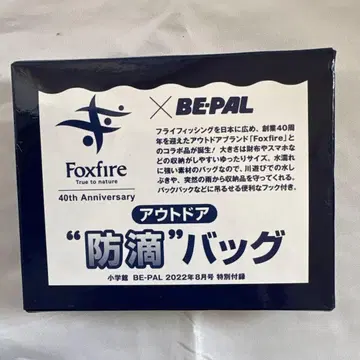 Foxfire
True to nature
40th Anniversary
× BE-PAL
フライフィッシングを日本に広め、創業40周
年を迎えたアウトドアブランド「Foxfire」と
のコラボ品が誕生! 大きさは財布やスマホな
どの収納がしやすいゆったりサイズ。水濡れ
に強い素材のバッグなので、川遊びでの水し
ぶきや、突然の雨から収納品を守ってくれる。
バックパックなどに吊るせる便利なフック付き。
アウトドア
“防滴”バッグ
小学館 BE-PAL 2022年8月号 特別付録